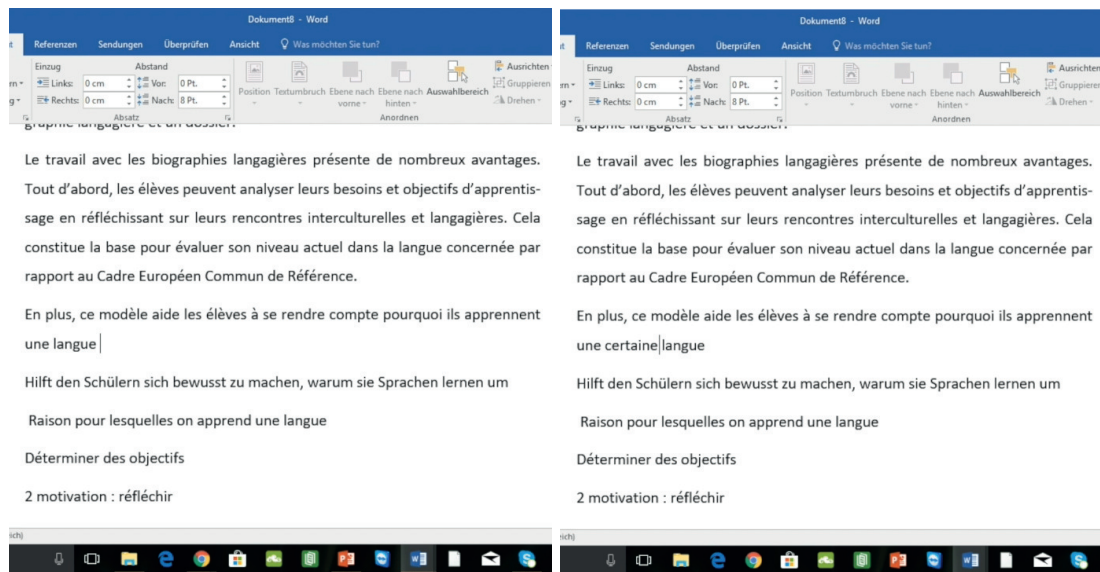 Dokument8 - Word
Referenzen Sendungen Überprüfen Ansicht Was möchten Sie tun?
Einzug Abstand
Links: 0 cm Vor: 0 Pt.
Rechts: 0 cm Nach: 8 Pt.
Position Textumbruch Ebene nach vorne Ebene nach hinten Auswahlbereich
Ausrichten
Gruppieren
Drehen
Absatz Anordnen
graphie langagière et un dossier.
Le travail avec les biographies langagières présente de nombreux avantages.
Tout d’abord, les élèves peuvent analyser leurs besoins et objectifs d’apprentis-
sage en réfléchissant sur leurs rencontres interculturelles et langagières. Cela
constitue la base pour évaluer son niveau actuel dans la langue concernée par
rapport au Cadre Européen Commun de Référence.
En plus, ce modèle aide les élèves à se rendre compte pourquoi ils apprennent
une langue
Hilft den Schülern sich bewusst zu machen, warum sie Sprachen lernen um
Raison pour lesquelles on apprend une langue
Déterminer des objectifs
2 motivation : réfléchir
Dokument8 - Word
Referenzen Sendungen Überprüfen Ansicht Was möchten Sie tun?
Einzug Abstand
Links: 0 cm Vor: 0 Pt.
Rechts: 0 cm Nach: 8 Pt.
Position Textumbruch Ebene nach vorne Ebene nach hinten Auswahlbereich
Ausrichten
Gruppieren
Drehen
Absatz Anordnen
graphie langagière et un dossier.
Le travail avec les biographies langagières présente de nombreux avantages.
Tout d’abord, les élèves peuvent analyser leurs besoins et objectifs d’apprentis-
sage en réfléchissant sur leurs rencontres interculturelles et langagières. Cela
constitue la base pour évaluer son niveau actuel dans la langue concernée par
rapport au Cadre Européen Commun de Référence.
En plus, ce modèle aide les élèves à se rendre compte pourquoi ils apprennent
une certaine langue
Hilft den Schülern sich bewusst zu machen, warum sie Sprachen lernen um
Raison pour lesquelles on apprend une langue
Déterminer des objectifs
2 motivation : réfléchir